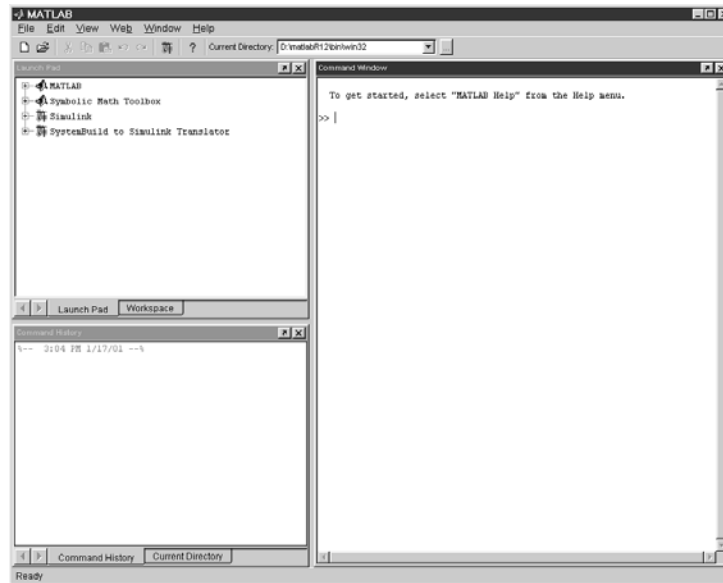 MATLAB
File Edit View Web Window Help
? Current Directory: D:\matlabR12\bin\win32 ...
Launch Pad
MATLAB
Symbolic Math Toolbox
Simulink
SystemBuild to Simulink Translator
Launch Pad Workspace
Command History
%-- 3:04 PM 1/17/01 --%
Command History Current Directory
Command Window
To get started, select "MATLAB Help" from the Help menu.
>>
Ready